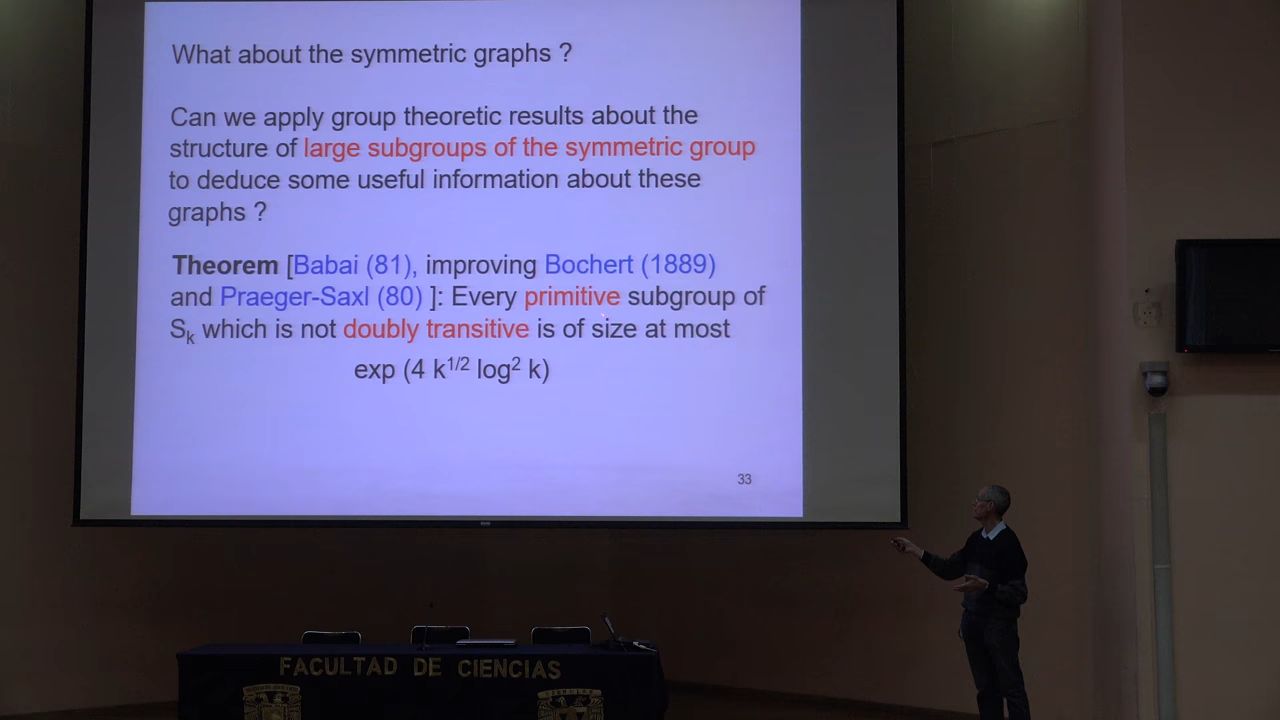 What about the symmetric graphs ?
Can we apply group theoretic results about the
structure of large subgroups of the symmetric group
to deduce some useful information about these
graphs ?
Theorem [Babai (81), improving Bochert (1889)
and Praeger-Saxl (80) ]: Every primitive subgroup of
Sk which is not doubly transitive is of size at most
exp (4 k^1/2 log^2 k)
33
FACULTAD DE CIENCIAS